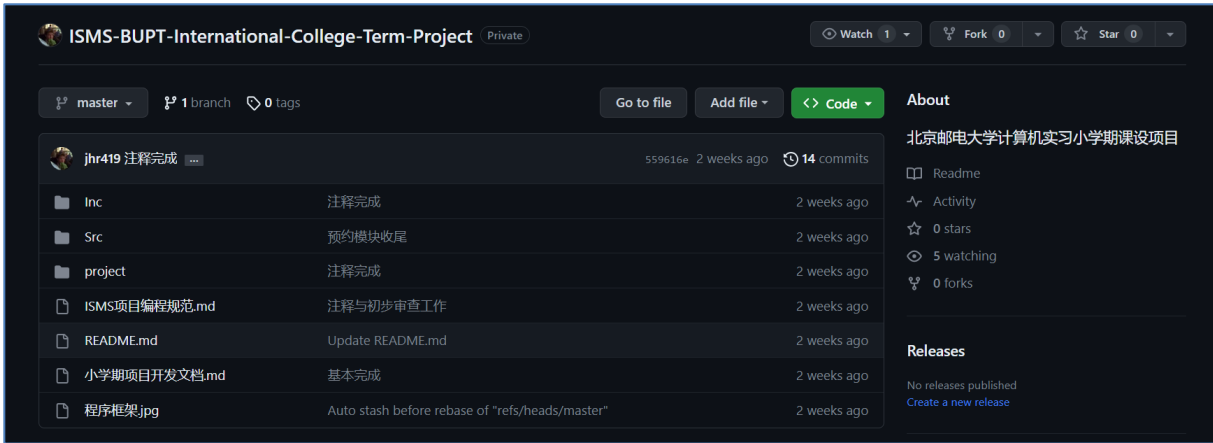 ISMS-BUPT-International-College-Term-Project Private Watch 1 Fork 0 Star 0
master 1 branch 0 tags Go to file Add file Code
jhr419 注释完成 ... 559616e 2 weeks ago 14 commits
Inc 注释完成 2 weeks ago
Src 预约模块收尾 2 weeks ago
project 注释完成 2 weeks ago
ISMS项目编程规范.md 注释与初步审查工作 2 weeks ago
README.md Update README.md 2 weeks ago
小学期项目开发文档.md 基本完成 2 weeks ago
程序框架.jpg Auto stash before rebase of "refs/heads/master" 2 weeks ago
About
北京邮电大学计算机实习小学期课设项目
Readme
Activity
0 stars
5 watching
0 forks
Releases
No releases published
Create a new release